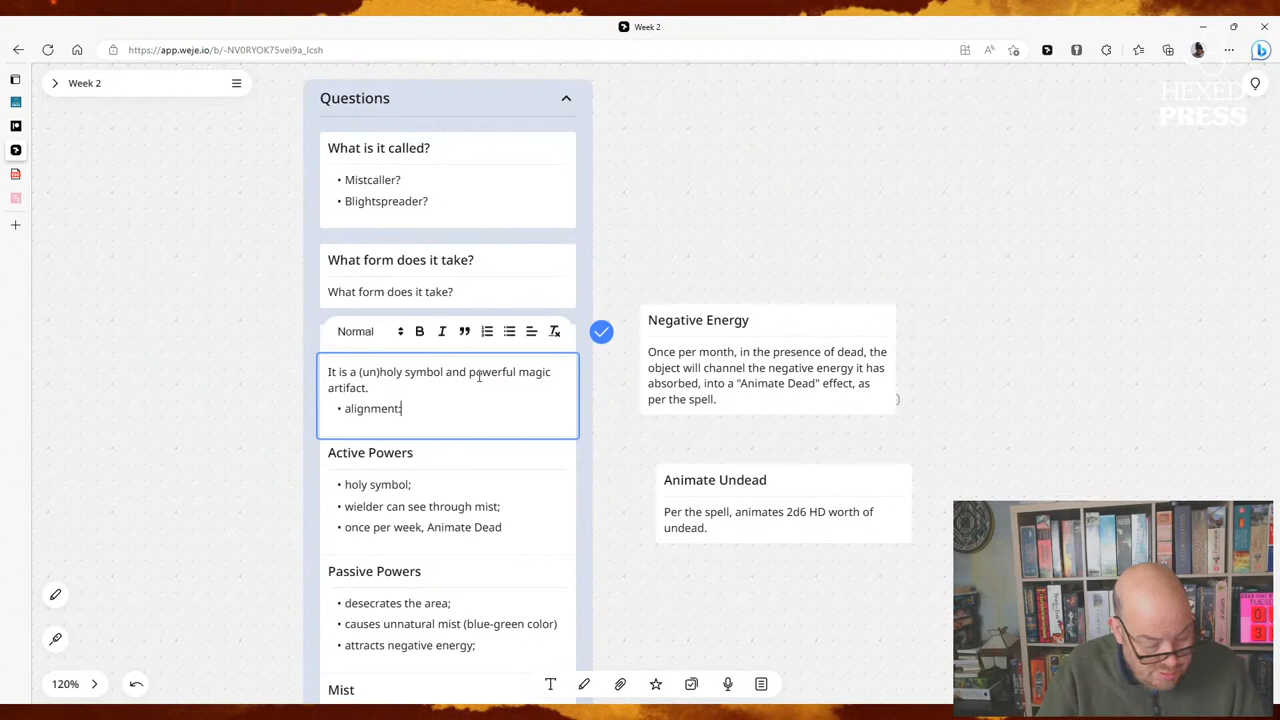 Week 2
https://app.weje.io/b/-NV0RYOK75vei9a_lcsh
Week 2
HEXED
PRESS
Questions
What is it called?
• Mistcaller?
• Blightspreader?
What form does it take?
What form does it take?
Normal
It is a (un)holy symbol and powerful magic
artifact.
• alignment:
Active Powers
• holy symbol;
• wielder can see through mist;
• once per week, Animate Dead
Passive Powers
• desecrates the area;
• causes unnatural mist (blue-green color)
• attracts negative energy;
Mist
Negative Energy
Once per month, in the presence of dead, the
object will channel the negative energy it has
absorbed, into a "Animate Dead" effect, as
per the spell.
Animate Undead
Per the spell, animates 2d6 HD worth of
undead.
120%